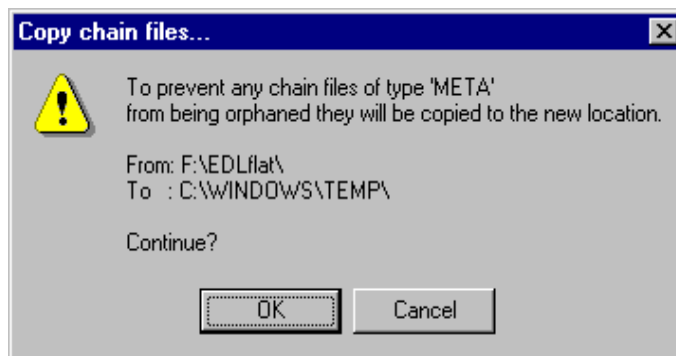 Copy chain files...
To prevent any chain files of type 'META'
from being orphaned they will be copied to the new location.
From: F:\EDLflat\
To  : C:\WINDOWS\TEMP\
Continue?
OK
Cancel